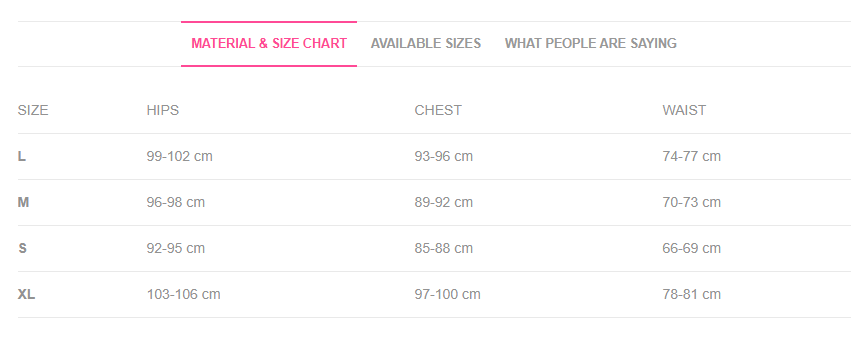 MATERIAL & SIZE CHART AVAILABLE SIZES WHAT PEOPLE ARE SAYING
SIZE HIPS CHEST WAIST
L 99-102 cm 93-96 cm 74-77 cm
M 96-98 cm 89-92 cm 70-73 cm
S 92-95 cm 85-88 cm 66-69 cm
XL 103-106 cm 97-100 cm 78-81 cm